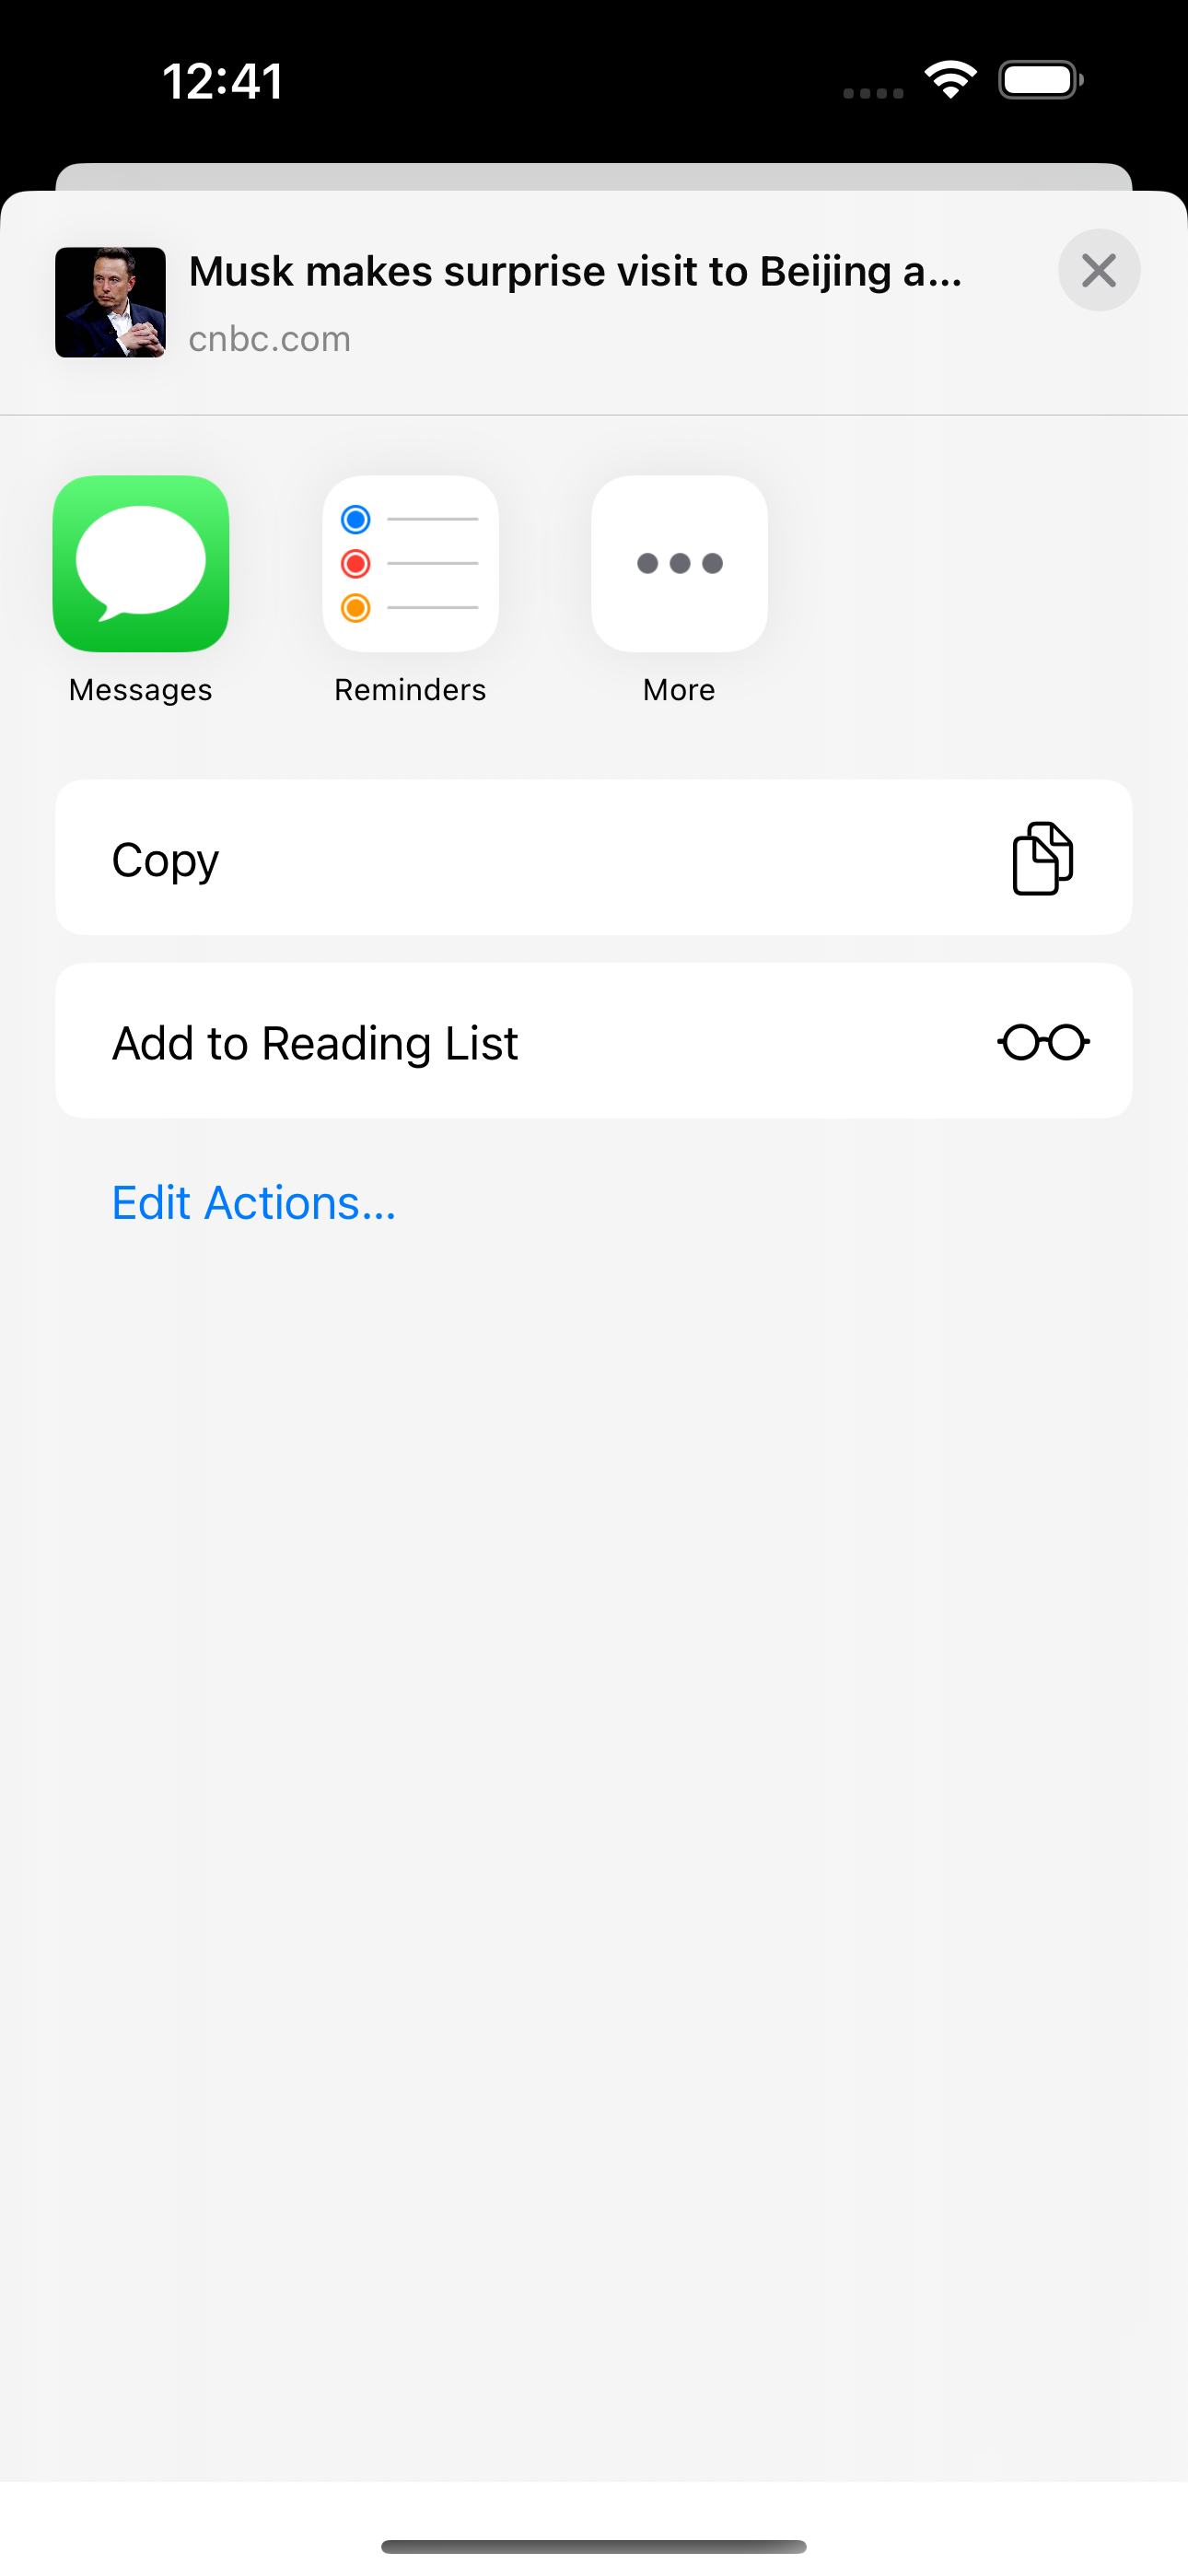 12:41
Musk makes surprise visit to Beijing a...
cnbc.com
Messages
Reminders
More
Copy
Add to Reading List
Edit Actions...